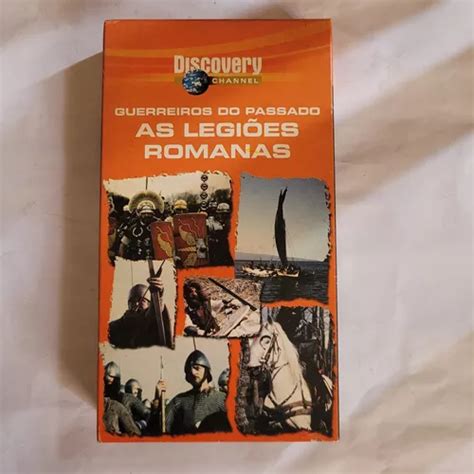 Discovery
CHANNEL
GUERREIROS DO PASSADO
AS LEGIÕES
ROMANAS